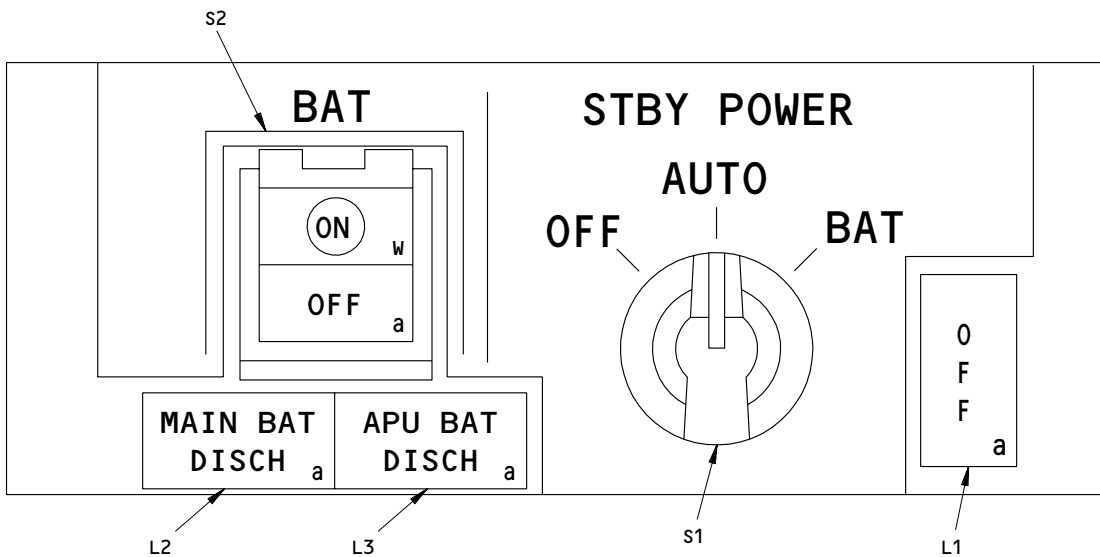 S2
BAT
STBY POWER
AUTO
OFF
BAT
ON
W
OFF
a
O
F
F
a
MAIN BAT
DISCH a
APU BAT
DISCH a
L2
L3
S1
L1